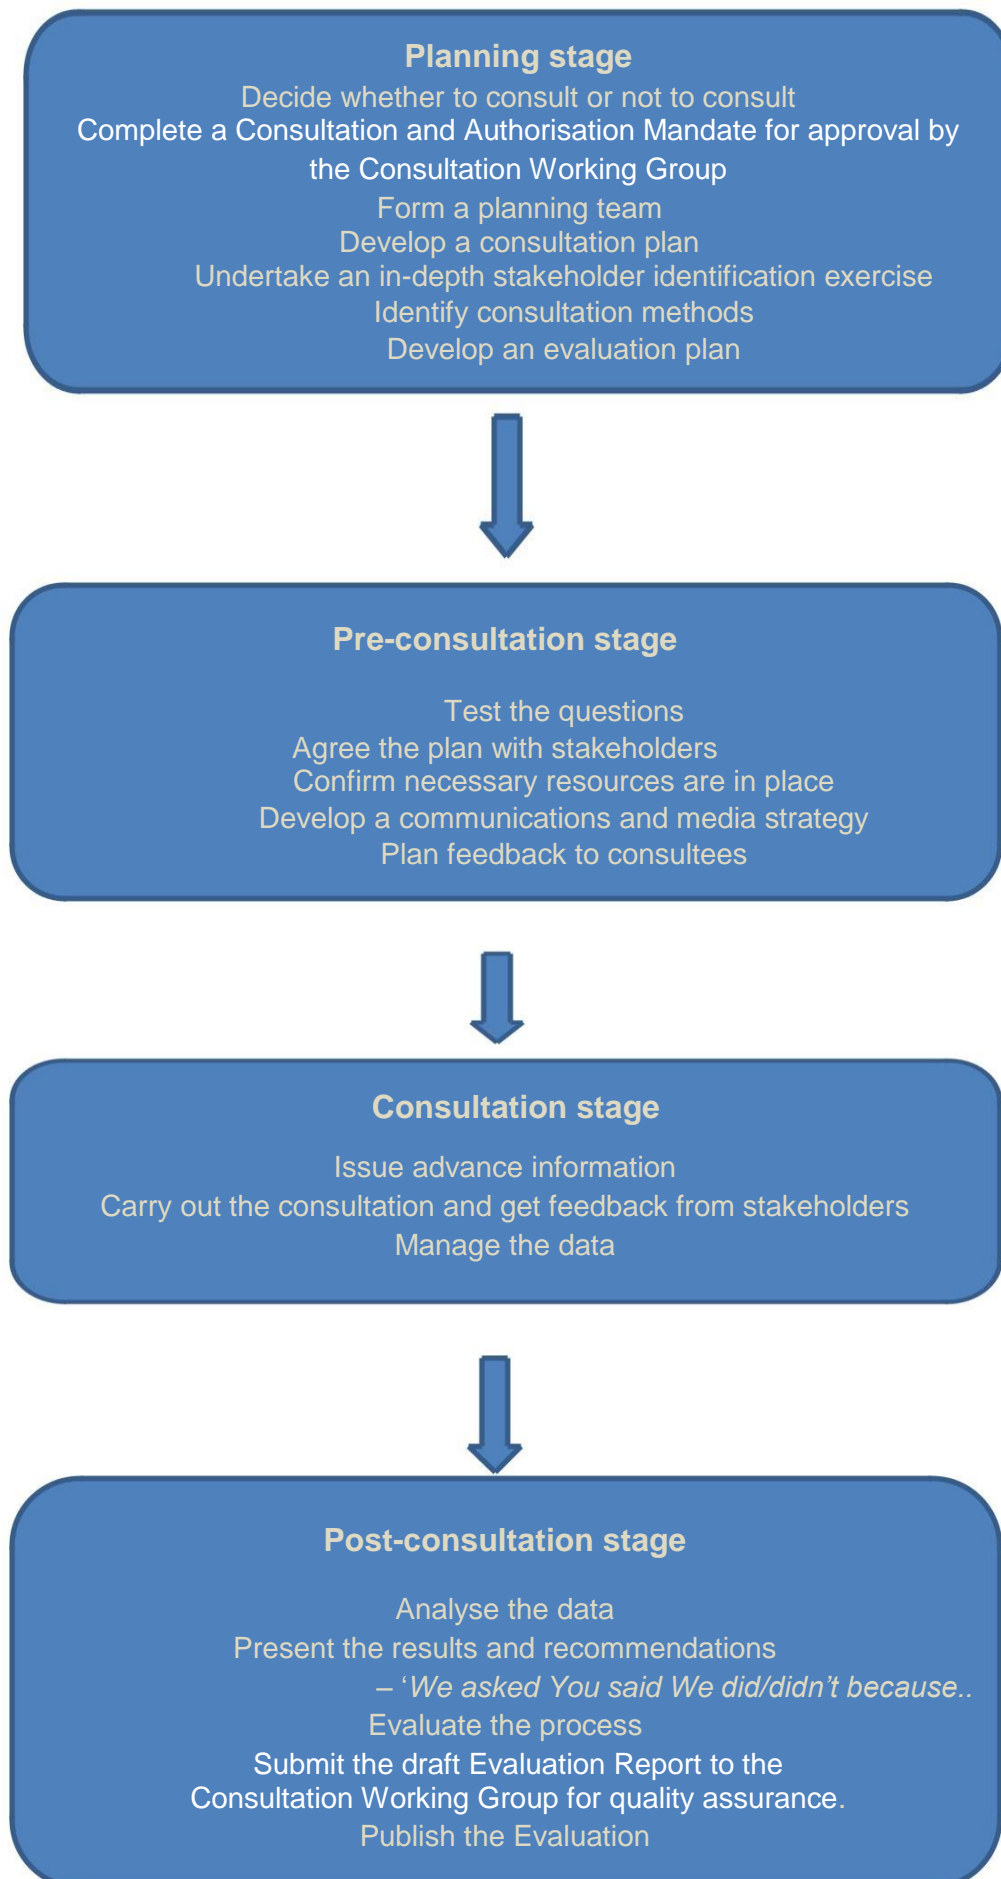 Planning stage
Decide whether to consult or not to consult
Complete a Consultation and Authorisation Mandate for approval by
the Consultation Working Group
Form a planning team
Develop a consultation plan
Undertake an in-depth stakeholder identification exercise
Identify consultation methods
Develop an evaluation plan
Pre-consultation stage
Test the questions
Agree the plan with stakeholders
Confirm necessary resources are in place
Develop a communications and media strategy
Plan feedback to consultees
Consultation stage
Issue advance information
Carry out the consultation and get feedback from stakeholders
Manage the data
Post-consultation stage
Analyse the data
Present the results and recommendations
– ‘We asked You said We did/didn’t because..
Evaluate the process
Submit the draft Evaluation Report to the
Consultation Working Group for quality assurance.
Publish the Evaluation